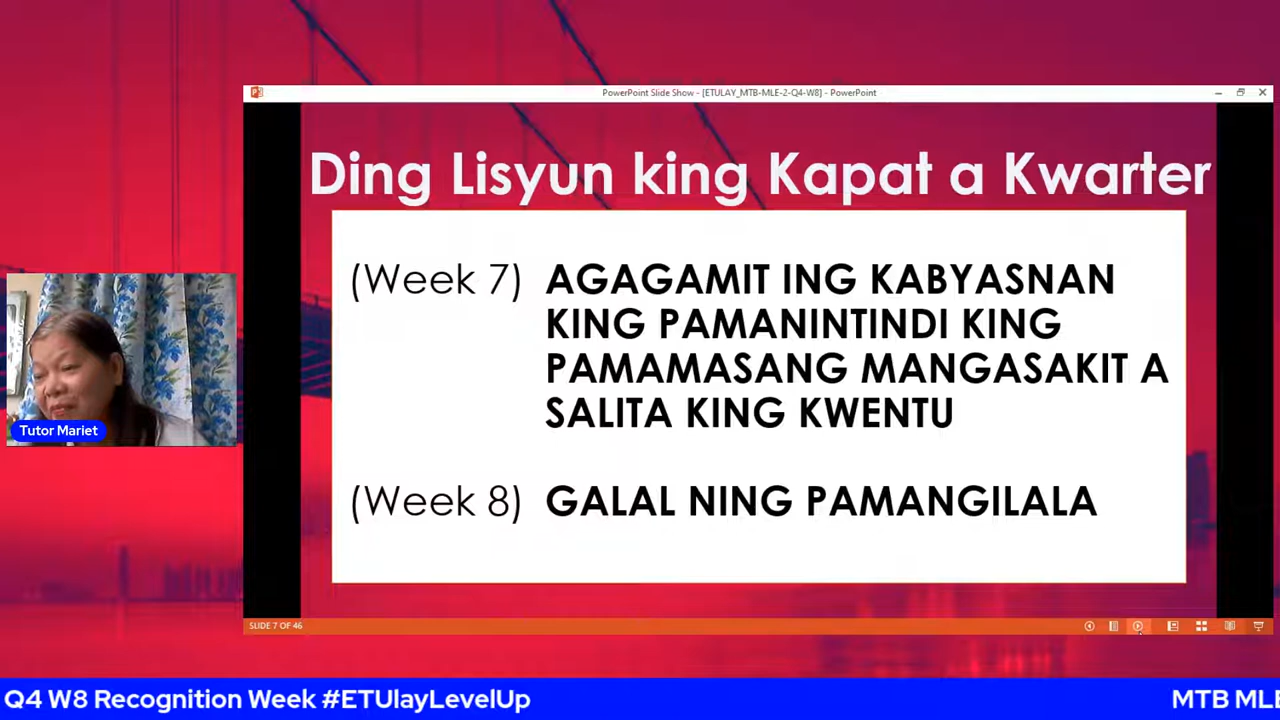 PowerPoint Slide Show - [ETULAY_MTB-MLE-2-Q4-W8] - PowerPoint
Ding Lisyun king Kapat a Kwarter
(Week 7) AGAGAMIT ING KABYASNAN
KING PAMANINTINDI KING
PAMAMASANG MANGASAKIT A
SALITA KING KWENTU
(Week 8) GALAL NING PAMANGILALA
Tutor Mariet
SLIDE 7 OF 46
Q4 W8 Recognition Week #ETUlayLevelUp
MTB MLE